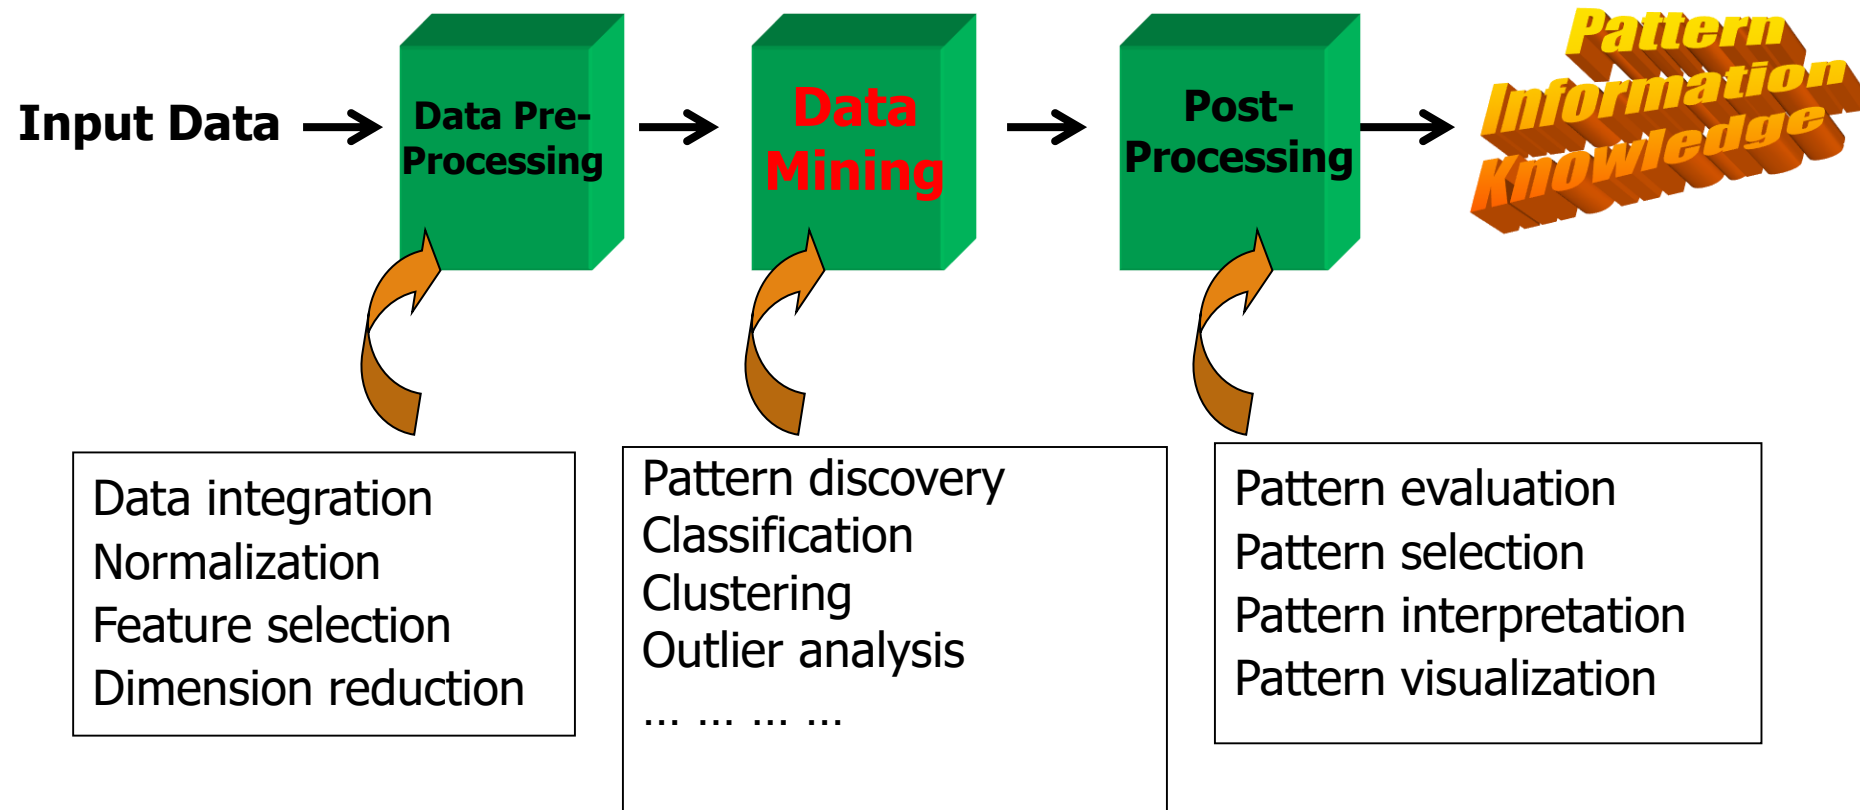 Input Data
Data Pre-
Processing
Data
Mining
Post-
Processing
Pattern
Information
Knowledge
Data integration
Normalization
Feature selection
Dimension reduction
Pattern discovery
Classification
Clustering
Outlier analysis
... ... ... ...
Pattern evaluation
Pattern selection
Pattern interpretation
Pattern visualization